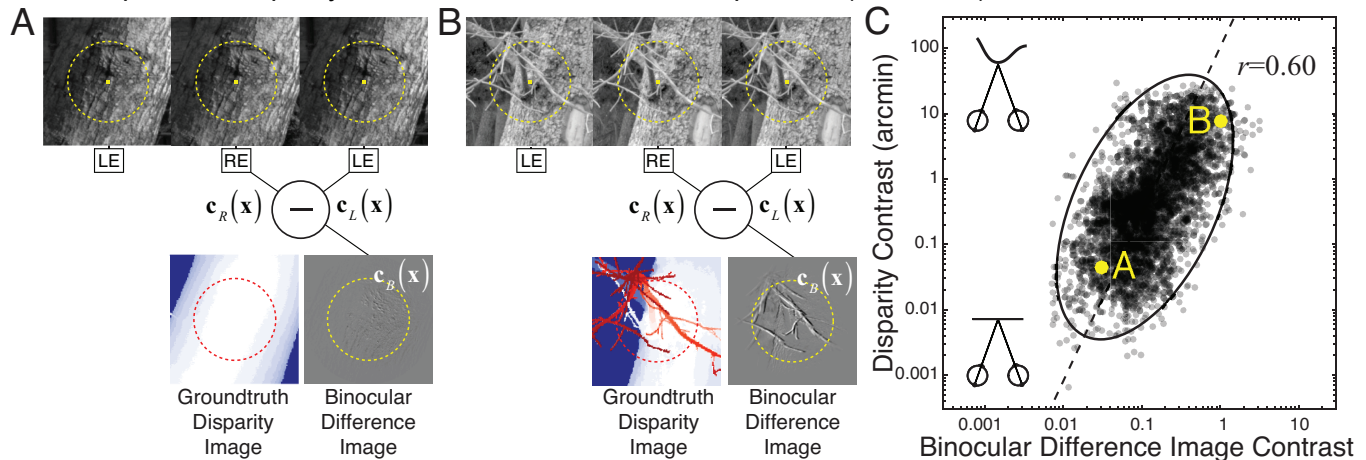 A
LE
RE
LE
c_R(x)
c_L(x)
−
c_B(x)
Groundtruth
Disparity
Image
Binocular
Difference
Image
B
LE
RE
LE
c_R(x)
c_L(x)
−
c_B(x)
Groundtruth
Disparity
Image
Binocular
Difference
Image
C
Disparity Contrast (arcmin)
100
10
1
0.1
0.01
0.001
r=0.60
B
A
0.001
0.01
0.1
1
10
Binocular Difference Image Contrast